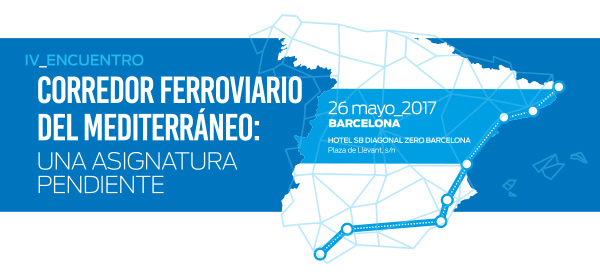 IV_ENCUENTRO
CORREDOR FERROVIARIO
DEL MEDITERRÁNEO:
UNA ASIGNATURA
PENDIENTE
26 mayo_2017
BARCELONA
HOTEL SB DIAGONAL ZERO BARCELONA
Plaza de Llevant, s/n